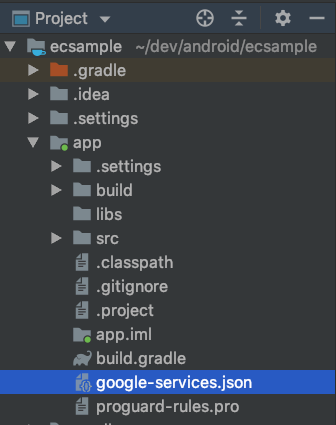 Project
ecsample ~/dev/android/ecsample
.gradle
.idea
.settings
app
.settings
build
libs
src
.classpath
.gitignore
.project
app.iml
build.gradle
google-services.json
proguard-rules.pro